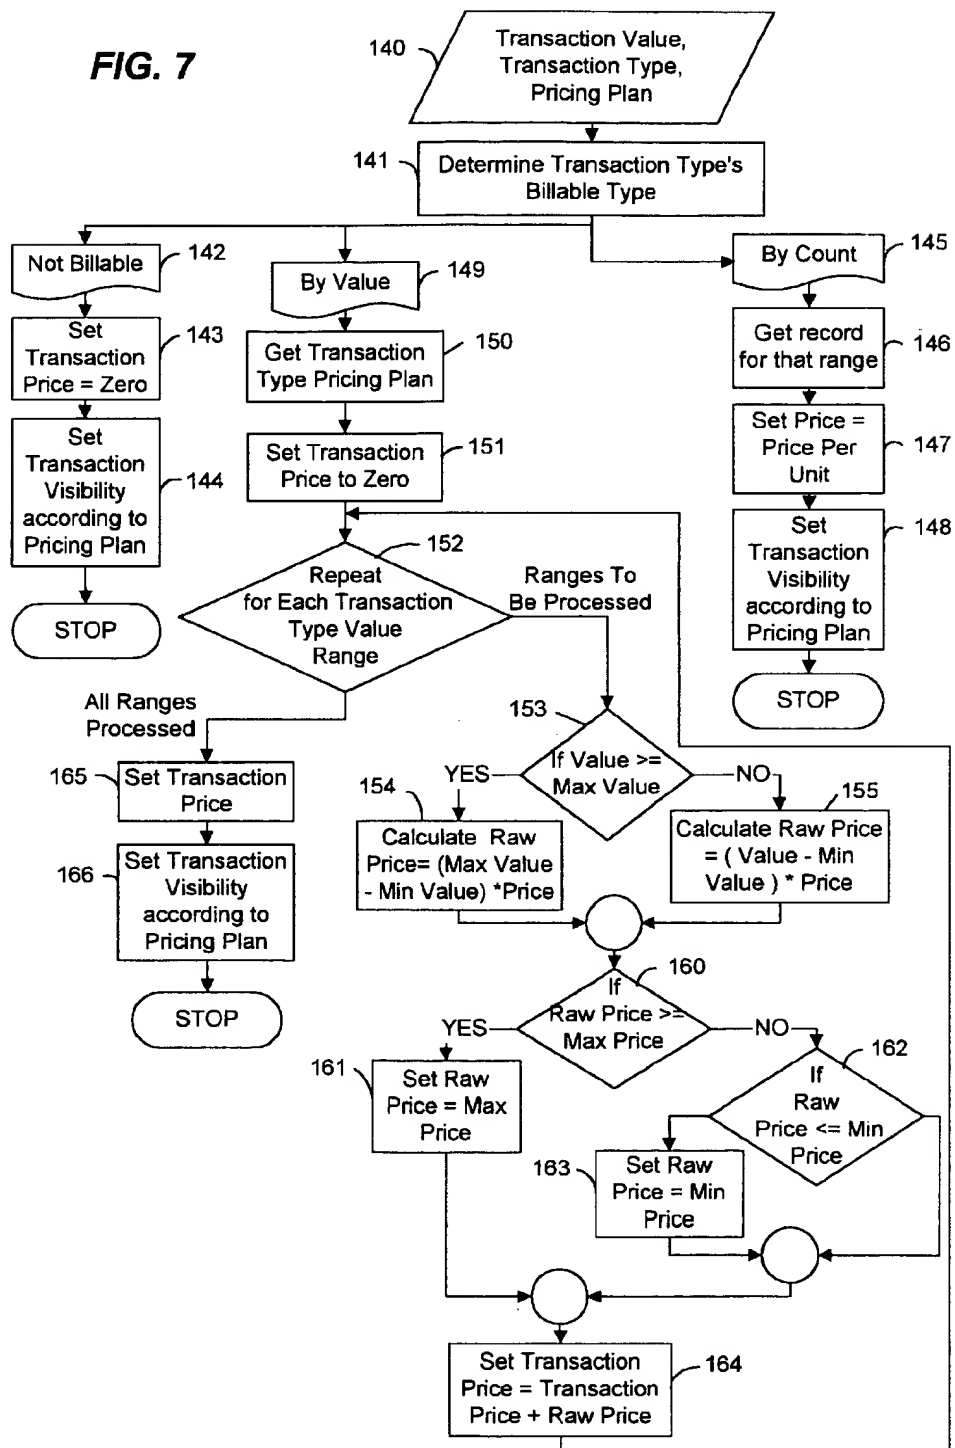 FIG. 7
140
Transaction Value,
Transaction Type,
Pricing Plan
141
Determine Transaction Type's
Billable Type
Not Billable
142
Set
Transaction
Price = Zero
143
Set
Transaction
Visibility
according to
Pricing Plan
144
STOP
By Value
149
Get Transaction
Type Pricing Plan
150
Set Transaction
Price to Zero
151
By Count
145
Get record
for that range
146
Set Price =
Price Per
Unit
147
Set
Transaction
Visibility
according to
Pricing Plan
148
STOP
152
Repeat
for Each Transaction
Type Value
Range
Ranges To
Be Processed
All Ranges
Processed
165
Set Transaction
Price
166
Set Transaction
Visibility
according to
Pricing Plan
STOP
153
If Value >=
Max Value
YES
NO
154
Calculate Raw
Price= (Max Value
- Min Value) *Price
155
Calculate Raw Price
= ( Value - Min
Value ) * Price
160
If
Raw Price >=
Max Price
YES
NO
161
Set Raw
Price = Max
Price
162
If
Raw
Price <= Min
Price
163
Set Raw
Price = Min
Price
Set Transaction
Price = Transaction
Price + Raw Price
164